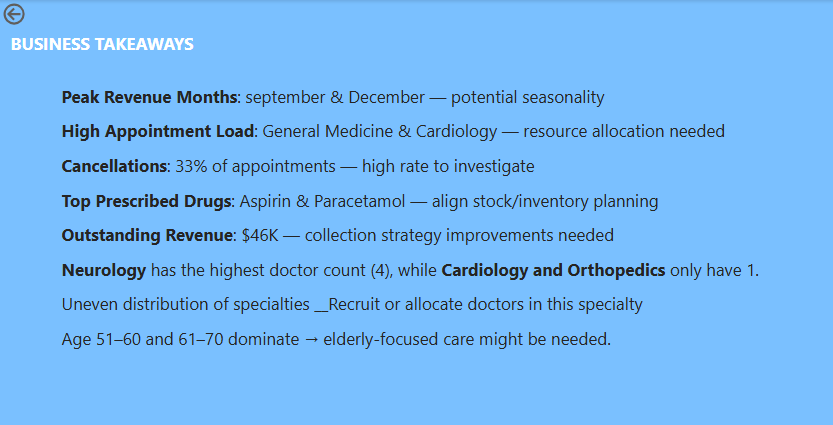 BUSINESS TAKEAWAYS
Peak Revenue Months: september & December — potential seasonality
High Appointment Load: General Medicine & Cardiology — resource allocation needed
Cancellations: 33% of appointments — high rate to investigate
Top Prescribed Drugs: Aspirin & Paracetamol — align stock/inventory planning
Outstanding Revenue: $46K — collection strategy improvements needed
Neurology has the highest doctor count (4), while Cardiology and Orthopedics only have 1.
Uneven distribution of specialties __Recruit or allocate doctors in this specialty
Age 51–60 and 61–70 dominate → elderly-focused care might be needed.